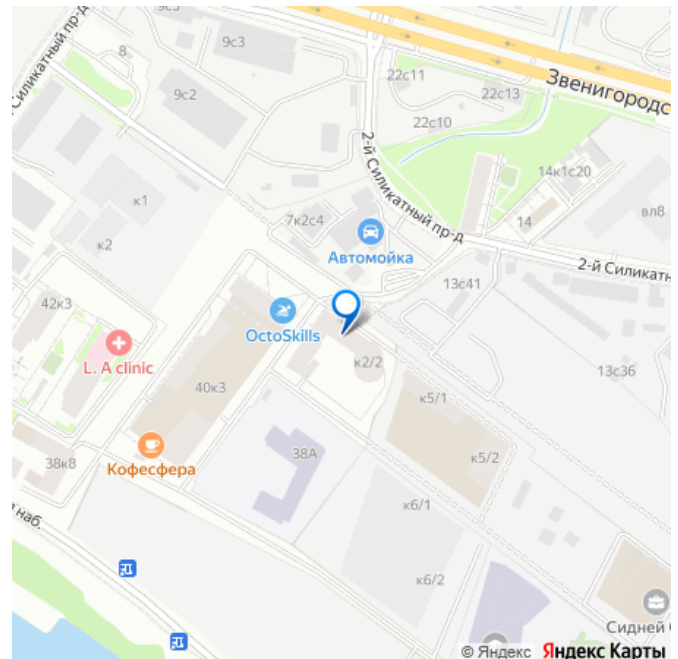 8
9с3
9с3
9с2
22с11
22с13
22с10
Звенигородс
Силикатный пр-д
2-й Силикатный пр-д
14к1с20
14
вл8
2-й Силикатн
к1
к2
7к2с4
Автомойка
13с41
13с36
42к3
OctoSkills
L. A clinic
к2/2
40к3
к5/1
к5/2
38А
38к8
Кофесфера
к6/1
к6/2
наб.
Сидней
© Яндекс Яндекс Карты